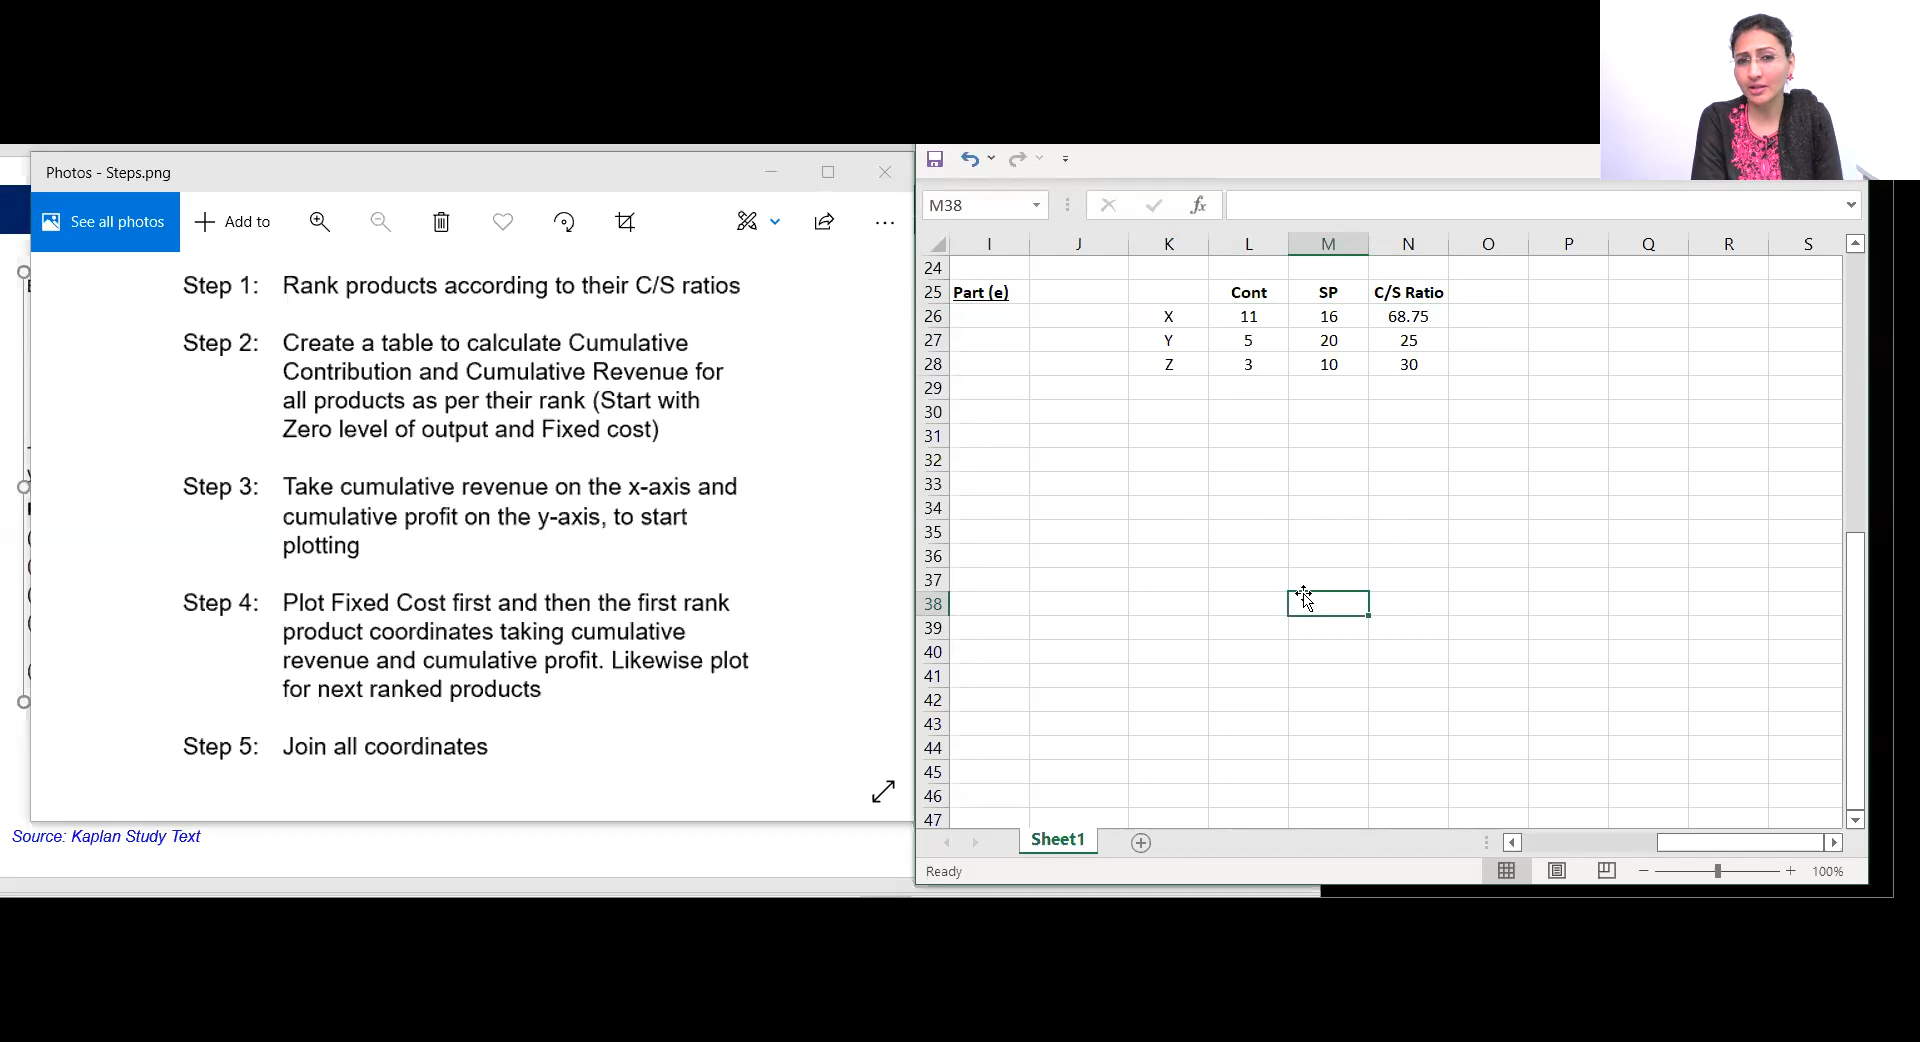 Photos - Steps.png
See all photos
Add to
Step 1: Rank products according to their C/S ratios
Step 2: Create a table to calculate Cumulative
Contribution and Cumulative Revenue for
all products as per their rank (Start with
Zero level of output and Fixed cost)
Step 3: Take cumulative revenue on the x-axis and
cumulative profit on the y-axis, to start
plotting
Step 4: Plot Fixed Cost first and then the first rank
product coordinates taking cumulative
revenue and cumulative profit. Likewise plot
for next ranked products
Step 5: Join all coordinates
Source: Kaplan Study Text
M38
fx
I J K L M N O P Q R S
24
25 Part (e) Cont SP C/S Ratio
26 X 11 16 68.75
27 Y 5 20 25
28 Z 3 10 30
29
30
31
32
33
34
35
36
37
38
39
40
41
42
43
44
45
46
47
Sheet1
Ready
100%